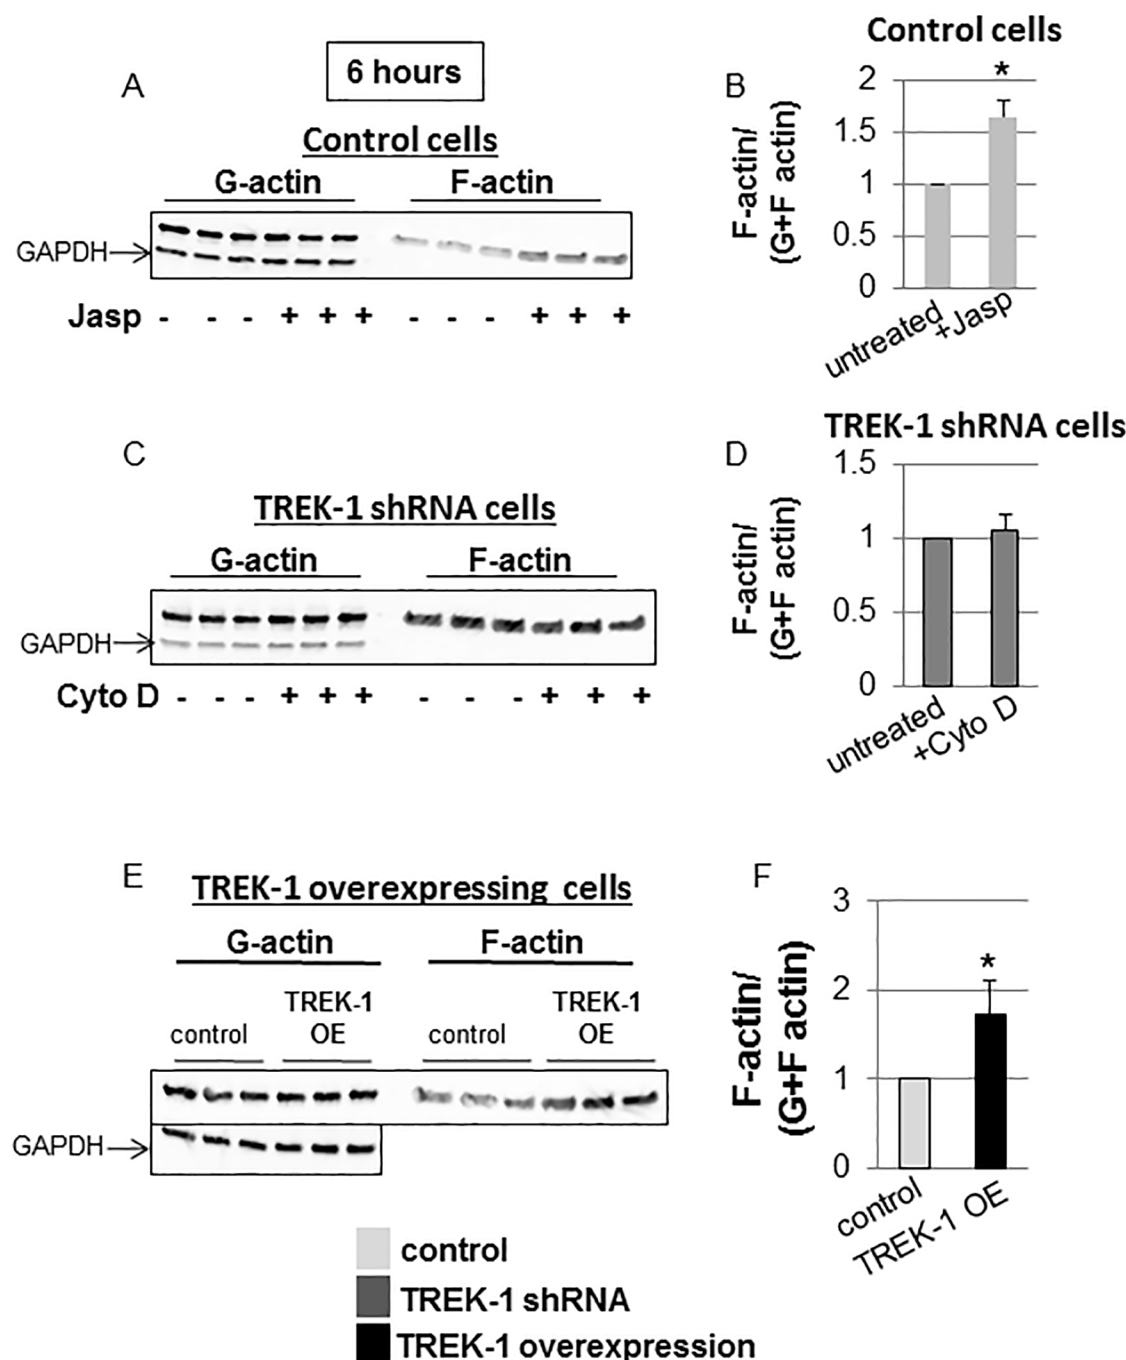 A
6 hours
Control cells
G-actin F-actin
GAPDH
Jasp - - - + + + - - - + + +
B
Control cells
*
F-actin/
(G+F actin)
2
1.5
1
0.5
0
untreated
+Jasp
C
TREK-1 shRNA cells
G-actin F-actin
GAPDH
Cyto D - - - + + + - - - + + +
D
TREK-1 shRNA cells
F-actin/
(G+F actin)
1.5
1
0.5
0
untreated
+Cyto D
E
TREK-1 overexpressing cells
G-actin F-actin
control TREK-1 OE control TREK-1 OE
GAPDH
F
*
F-actin/
(G+F actin)
3
2
1
0
control
TREK-1 OE
control
TREK-1 shRNA
TREK-1 overexpression